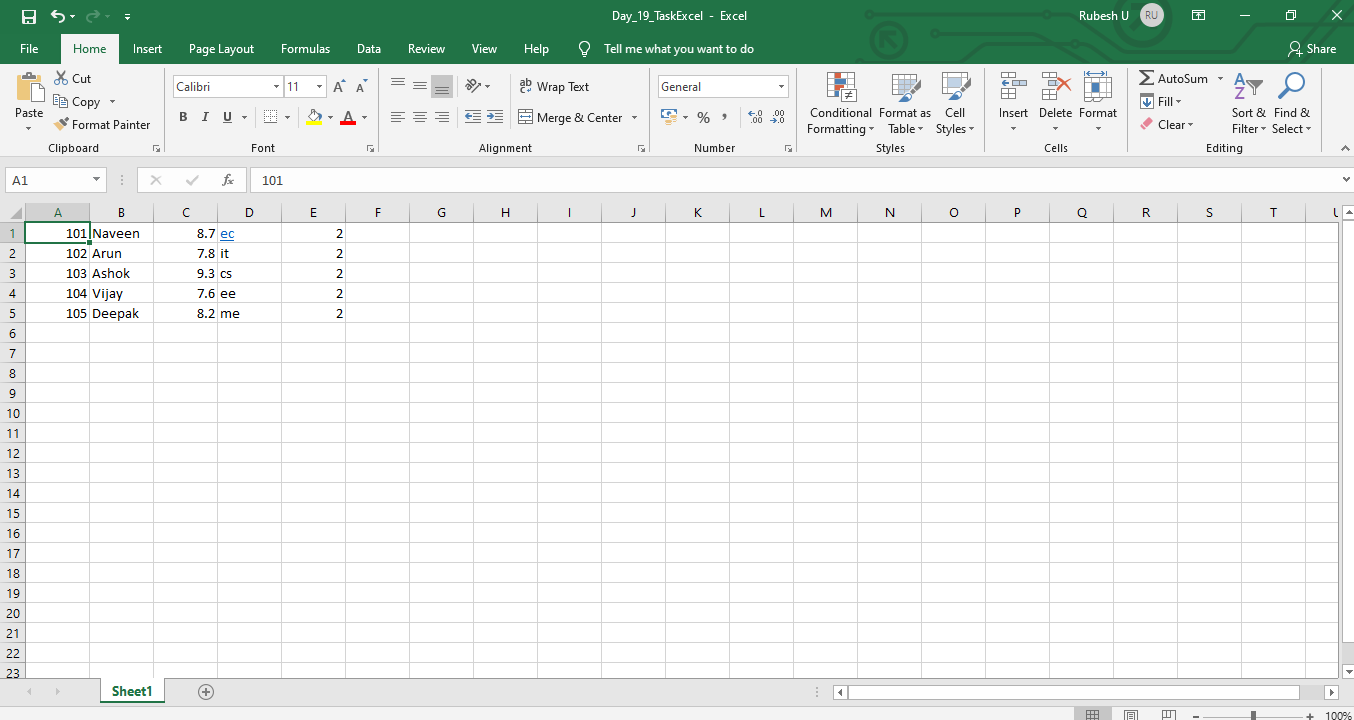 Day_19_TaskExcel - Excel
Rubesh U
RU
File Home Insert Page Layout Formulas Data Review View Help Tell me what you want to do
Share
Paste
Cut
Copy
Format Painter
Clipboard
Calibri 11
A A
B I U A
Font
ab Wrap Text
Merge & Center
Alignment
General
% ,
Number
Conditional Formatting
Format as Table
Cell Styles
Styles
Insert
Delete
Format
Cells
AutoSum
Fill
Clear
Sort & Filter
Find & Select
Editing
A1
fx 101
A B C D E F G H I J K L M N O P Q R S T U
1 101 Naveen 8.7 ec 2
2 102 Arun 7.8 it 2
3 103 Ashok 9.3 cs 2
4 104 Vijay 7.6 ee 2
5 105 Deepak 8.2 me 2
6
7
8
9
10
11
12
13
14
15
16
17
18
19
20
21
22
23
Sheet1
100%